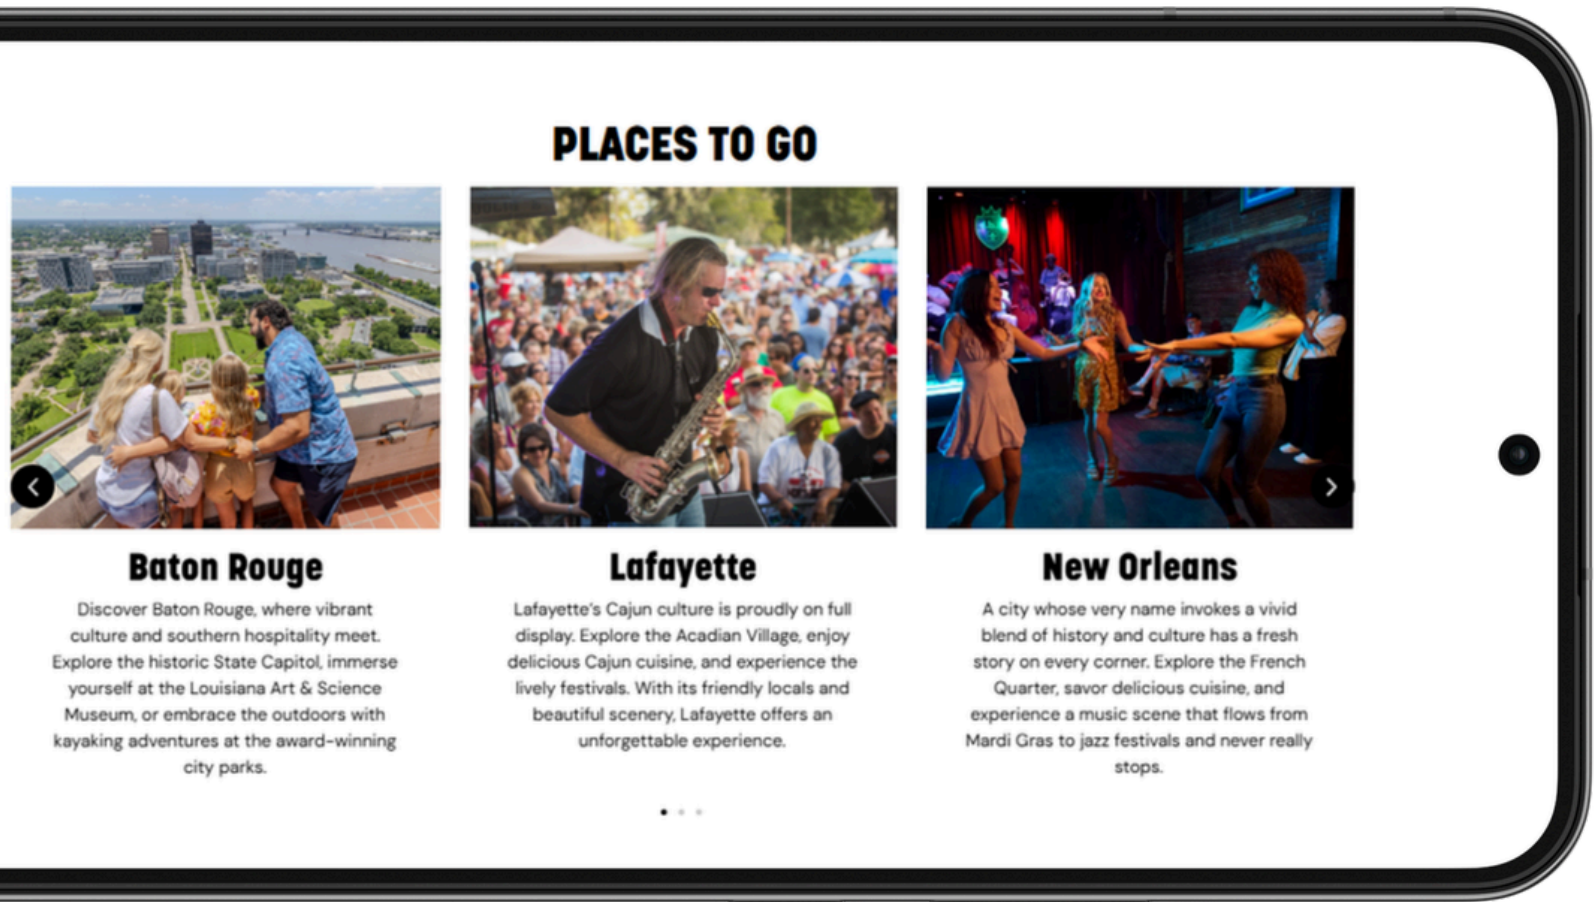 PLACES TO GO
Baton Rouge
Discover Baton Rouge, where vibrant
culture and southern hospitality meet.
Explore the historic State Capitol, immerse
yourself at the Louisiana Art & Science
Museum, or embrace the outdoors with
kayaking adventures at the award-winning
city parks.
Lafayette
Lafayette's Cajun culture is proudly on full
display. Explore the Acadian Village, enjoy
delicious Cajun cuisine, and experience the
lively festivals. With its friendly locals and
beautiful scenery, Lafayette offers an
unforgettable experience.
New Orleans
A city whose very name invokes a vivid
blend of history and culture has a fresh
story on every corner. Explore the French
Quarter, savor delicious cuisine, and
experience a music scene that flows from
Mardi Gras to jazz festivals and never really
stops.